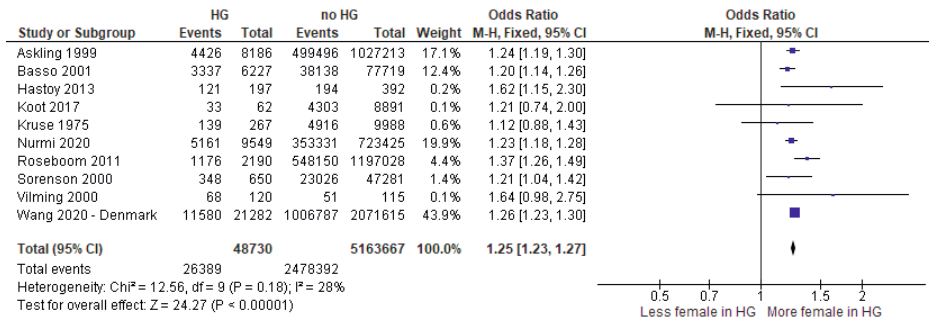 HG no HG Odds Ratio Odds Ratio
Study or Subgroup Events Total Events Total Weight M-H, Fixed, 95% CI M-H, Fixed, 95% CI
Askling 1999 4426 8186 499496 1027213 17.1% 1.24 [1.19, 1.30]
Basso 2001 3337 6227 38138 77719 12.4% 1.20 [1.14, 1.26]
Hastoy 2013 121 197 194 392 0.2% 1.62 [1.15, 2.30]
Koot 2017 33 62 4303 8891 0.2% 1.21 [0.74, 2.00]
Kruse 1975 139 267 4916 9988 0.6% 1.12 [0.88, 1.43]
Nurmi 2020 5161 9549 353331 723425 19.9% 1.23 [1.18, 1.28]
Roseboom 2011 1176 2190 548150 1197028 4.4% 1.37 [1.26, 1.49]
Sorenson 2000 348 650 23026 47281 1.4% 1.21 [1.04, 1.42]
Vilming 2000 68 120 51 115 0.1% 1.64 [0.98, 2.75]
Wang 2020 - Denmark 11580 21282 1006787 2071615 43.9% 1.26 [1.23, 1.30]
Total (95% CI) 48730 5163667 100.0% 1.25 [1.23, 1.27]
Total events 26389 2478392
Heterogeneity: Chi² = 12.56, df = 9 (P = 0.18); I² = 28%
Test for overall effect: Z = 24.27 (P < 0.00001)
0.5 0.7 1 1.5 2
Less female in HG More female in HG